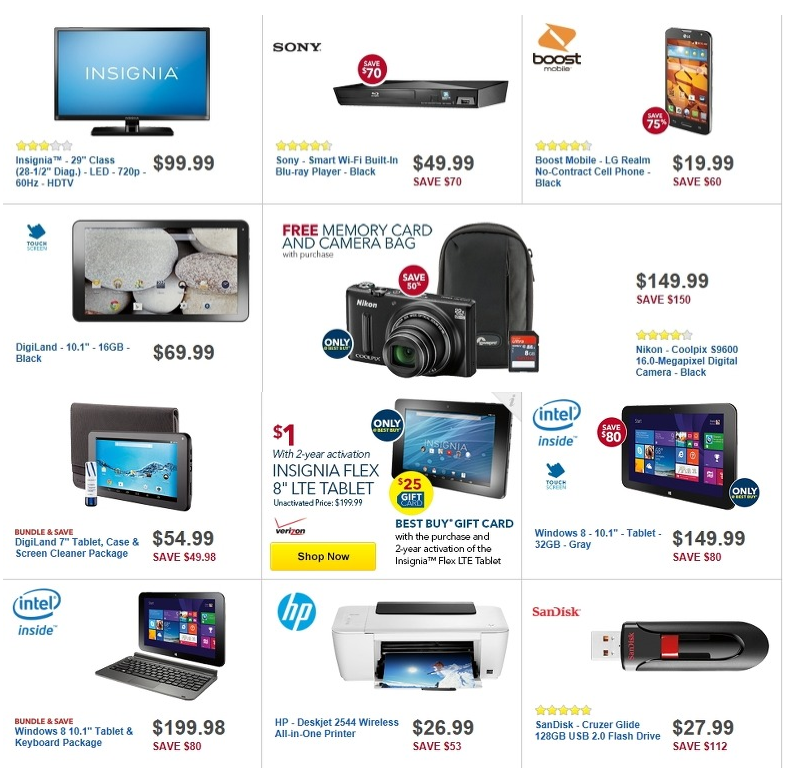 INSIGNIA
Insignia™ - 29" Class
(28-1/2" Diag.) - LED - 720p -
60Hz - HDTV
$99.99
SONY
SAVE
$70
Sony - Smart Wi-Fi Built-In
Blu-ray Player - Black
$49.99
SAVE $70
boost
mobile
LG
SAVE
75%
Boost Mobile - LG Realm
No-Contract Cell Phone -
Black
$19.99
SAVE $60
TOUCH
SCREEN
DigiLand - 10.1" - 16GB -
Black
$69.99
FREE MEMORY CARD
AND CAMERA BAG
with purchase
SAVE
50%
ONLY
@ BEST BUY
Nikon
COOLPIX
Lowepro
Ultra
8 GB
$149.99
SAVE $150
Nikon - Coolpix S9600
16.0-Megapixel Digital
Camera - Black
BUNDLE & SAVE
DigiLand 7" Tablet, Case &
Screen Cleaner Package
$54.99
SAVE $49.98
$1
With 2-year activation
INSIGNIA FLEX
8" LTE TABLET
Unactivated Price: $199.99
verizon
Shop Now
ONLY
@ BEST BUY
INSIGNIA
$25
GIFT
CARD
BEST BUY® GIFT CARD
with the purchase and
2-year activation of the
Insignia™ Flex LTE Tablet
intel
inside™
TOUCH
SCREEN
SAVE
$80
ONLY
@ BEST BUY
Windows 8 - 10.1" - Tablet -
32GB - Gray
$149.99
SAVE $80
intel
inside™
BUNDLE & SAVE
Windows 8 10.1" Tablet &
Keyboard Package
$199.98
SAVE $80
hp
HP - Deskjet 2544 Wireless
All-in-One Printer
$26.99
SAVE $53
SanDisk
SanDisk
SanDisk - Cruzer Glide
128GB USB 2.0 Flash Drive
$27.99
SAVE $112